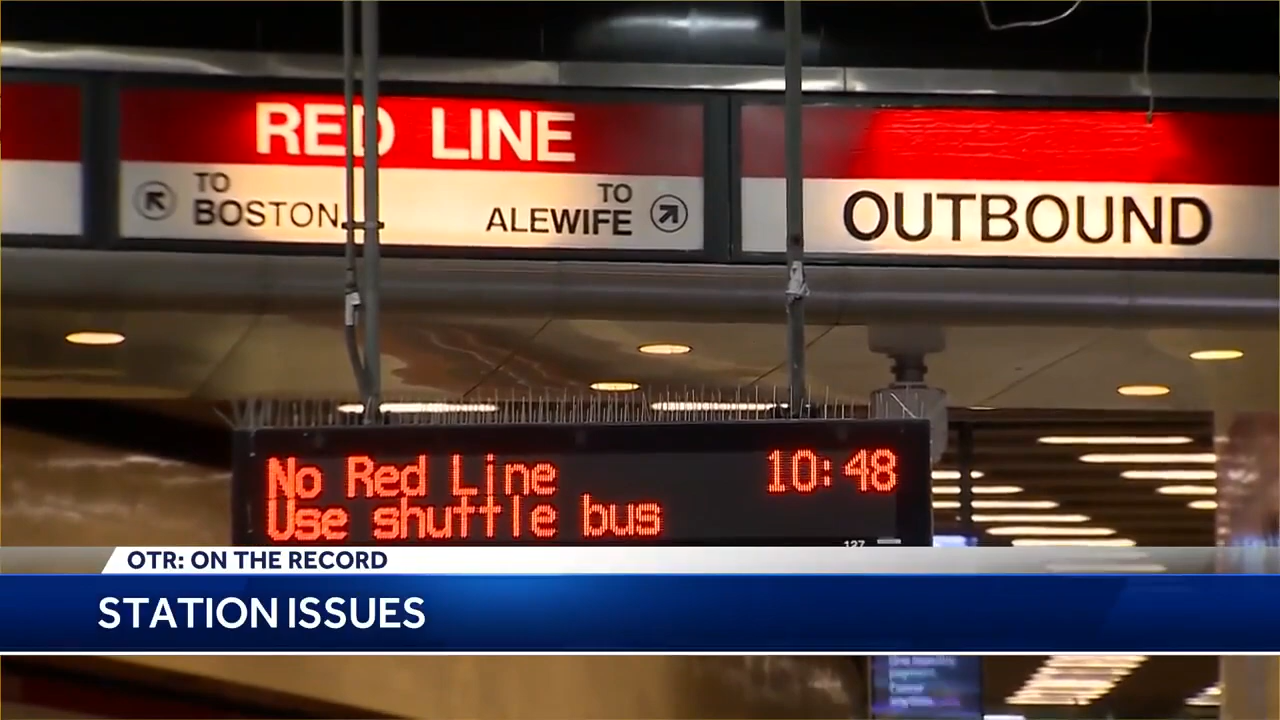 RED LINE
TO
BOSTON
TO
ALEWIFE
OUTBOUND
No Red Line 10:48
Use shuttle bus
127
OTR: ON THE RECORD
STATION ISSUES